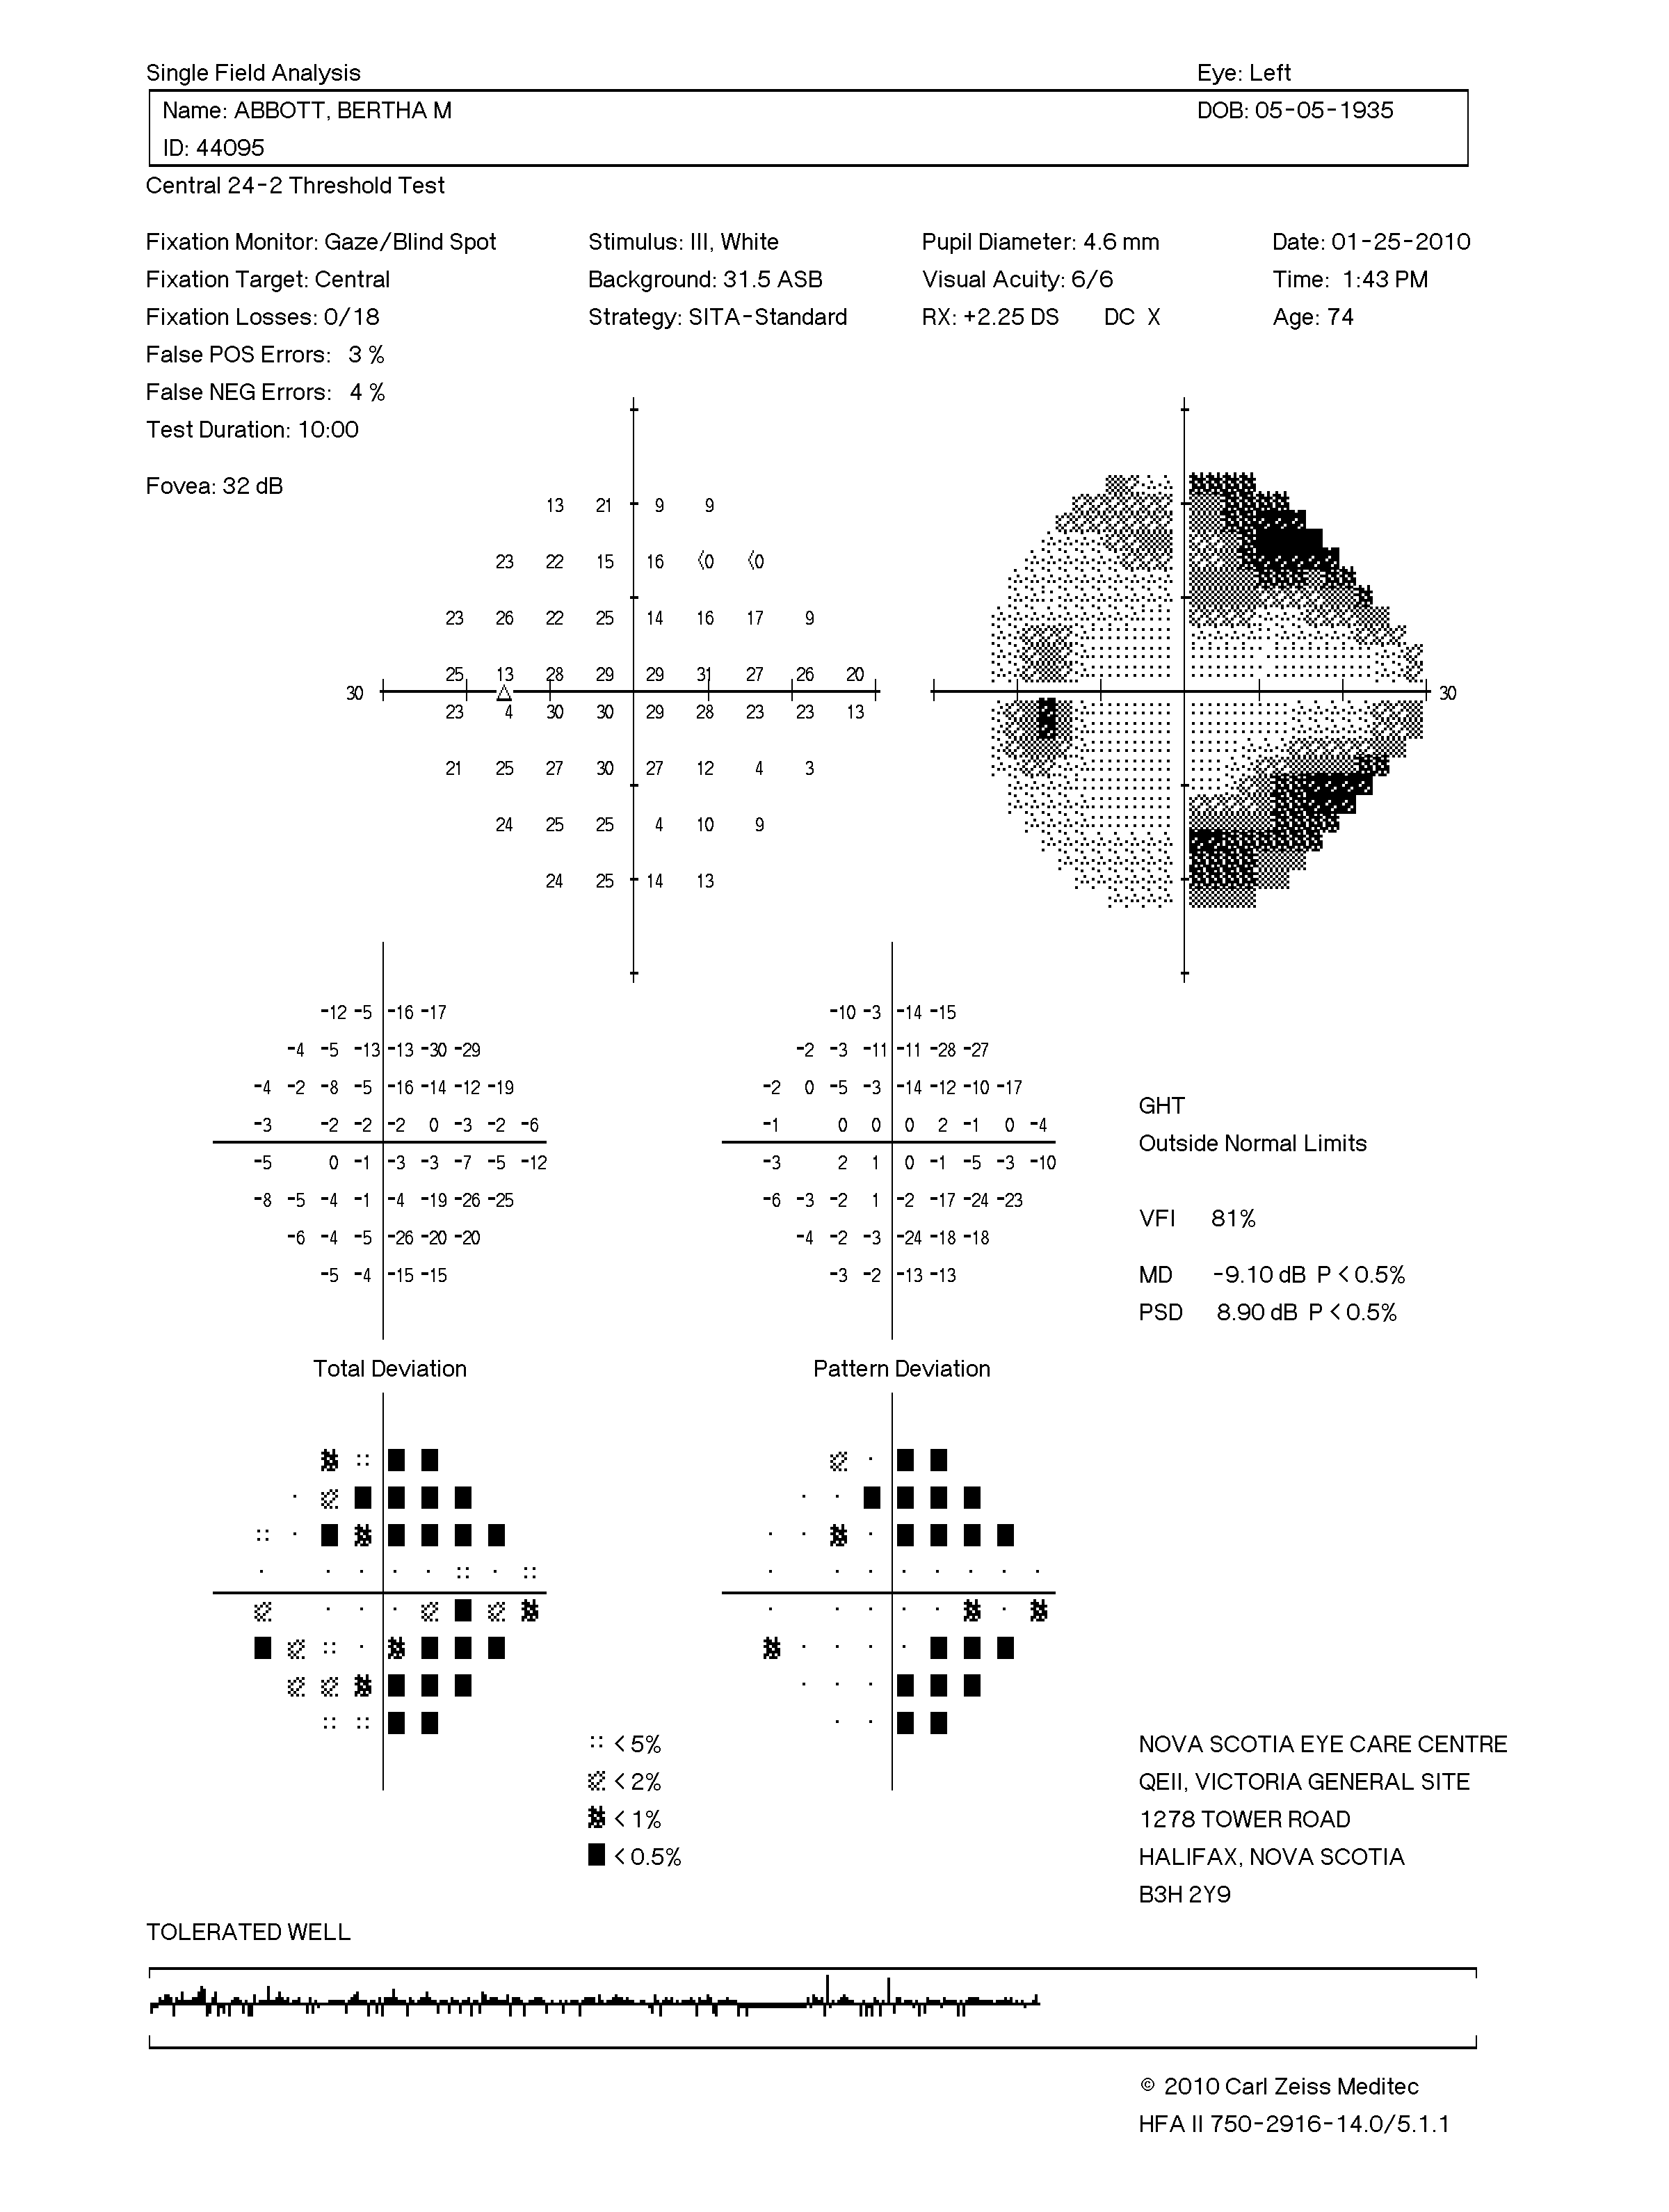 Single Field Analysis Eye: Left
Name: ABBOTT, BERTHA M DOB: 05-05-1935
ID: 44095
Central 24-2 Threshold Test
Fixation Monitor: Gaze/Blind Spot Stimulus: III, White Pupil Diameter: 4.6 mm Date: 01-25-2010
Fixation Target: Central Background: 31.5 ASB Visual Acuity: 6/6 Time: 1:43 PM
Fixation Losses: 0/18 Strategy: SITA-Standard RX: +2.25 DS DC X Age: 74
False POS Errors: 3 %
False NEG Errors: 4 %
Test Duration: 10:00
Fovea: 32 dB
13 21 9 9
23 22 15 16 <0 <0
23 26 22 25 14 16 17 9
25 13 28 29 29 31 27 26 20
30 30
23 4 30 30 29 28 23 23 13
21 25 27 30 27 12 4 3
24 25 25 4 10 9
24 25 14 13
-12 -5 -16 -17 -10 -3 -14 -15
-4 -5 -13 -13 -30 -29 -2 -3 -11 -11 -28 -27
-4 -2 -8 -5 -16 -14 -12 -19 -2 0 -5 -3 -14 -12 -10 -17
-3 -2 -2 -2 0 -3 -2 -6 -1 0 0 0 2 -1 0 -4
-5 0 -1 -3 -3 -7 -5 -12 -3 2 1 0 -1 -5 -3 -10
-8 -5 -4 -1 -4 -19 -26 -25 -6 -3 -2 1 -2 -17 -24 -23
-6 -4 -5 -26 -20 -20 -4 -2 -3 -24 -18 -18
-5 -4 -15 -15 -3 -2 -13 -13
GHT
Outside Normal Limits
VFI 81%
MD -9.10 dB P < 0.5%
PSD 8.90 dB P < 0.5%
Total Deviation Pattern Deviation
< 5%
< 2%
< 1%
< 0.5%
NOVA SCOTIA EYE CARE CENTRE
QEII, VICTORIA GENERAL SITE
1278 TOWER ROAD
HALIFAX, NOVA SCOTIA
B3H 2Y9
TOLERATED WELL
© 2010 Carl Zeiss Meditec
HFA II 750-2916-14.0/5.1.1